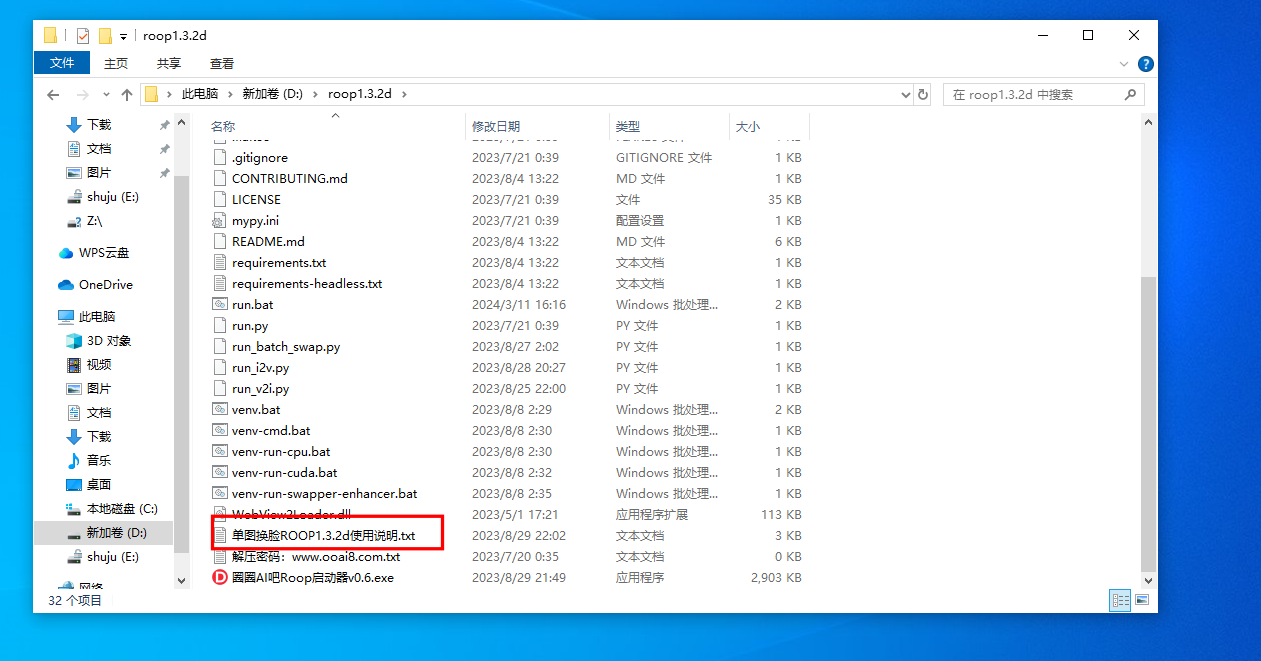 roop1.3.2d
文件 主页 共享 查看
此电脑 新加卷 (D:) roop1.3.2d 在 roop1.3.2d 中搜索
名称 修改日期 类型 大小
下载
文档
图片
shuju (E:)
Z:\
WPS云盘
OneDrive
此电脑
3D 对象
视频
图片
文档
下载
音乐
桌面
本地磁盘 (C:)
新加卷 (D:)
shuju (E:)
网络
.gitignore 2023/7/21 0:39 GITIGNORE 文件 1 KB
CONTRIBUTING.md 2023/8/4 13:22 MD 文件 1 KB
LICENSE 2023/7/21 0:39 文件 35 KB
mypy.ini 2023/7/21 0:39 配置设置 1 KB
README.md 2023/8/4 13:22 MD 文件 6 KB
requirements.txt 2023/8/4 13:22 文本文档 1 KB
requirements-headless.txt 2023/8/4 13:22 文本文档 1 KB
run.bat 2024/3/11 16:16 Windows 批处理... 2 KB
run.py 2023/7/21 0:39 PY 文件 1 KB
run_batch_swap.py 2023/8/27 2:02 PY 文件 1 KB
run_i2v.py 2023/8/28 20:27 PY 文件 1 KB
run_v2i.py 2023/8/25 22:00 PY 文件 1 KB
venv.bat 2023/8/8 2:29 Windows 批处理... 2 KB
venv-cmd.bat 2023/8/8 2:30 Windows 批处理... 1 KB
venv-run-cpu.bat 2023/8/8 2:30 Windows 批处理... 1 KB
venv-run-cuda.bat 2023/8/8 2:32 Windows 批处理... 1 KB
venv-run-swapper-enhancer.bat 2023/8/8 2:35 Windows 批处理... 1 KB
WebView2Loader.dll 2023/5/1 17:21 应用程序扩展 113 KB
单图换脸ROOP1.3.2d使用说明.txt 2023/8/29 22:02 文本文档 3 KB
解压密码：www.ooai8.com.txt 2023/7/20 0:35 文本文档 0 KB
圈圈AI吧Roop启动器v0.6.exe 2023/8/29 21:49 应用程序 2,903 KB
32 个项目